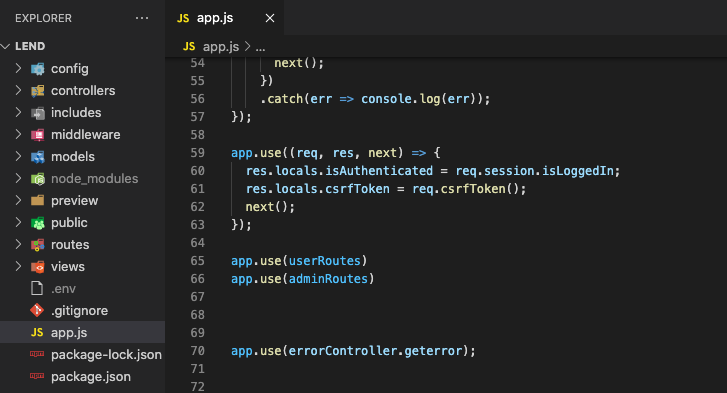 EXPLORER ...
LEND
config
controllers
includes
middleware
models
node_modules
preview
public
routes
views
.env
.gitignore
JS app.js
package-lock.json
package.json
JS app.js ×
JS app.js > ...
54 next();
55 })
56 .catch(err => console.log(err));
57 });
58
59 app.use((req, res, next) => {
60 res.locals.isAuthenticated = req.session.isLoggedIn;
61 res.locals.csrfToken = req.csrfToken();
62 next();
63 });
64
65 app.use(userRoutes)
66 app.use(adminRoutes)
67
68
69
70 app.use(errorController.geterror);
71
72